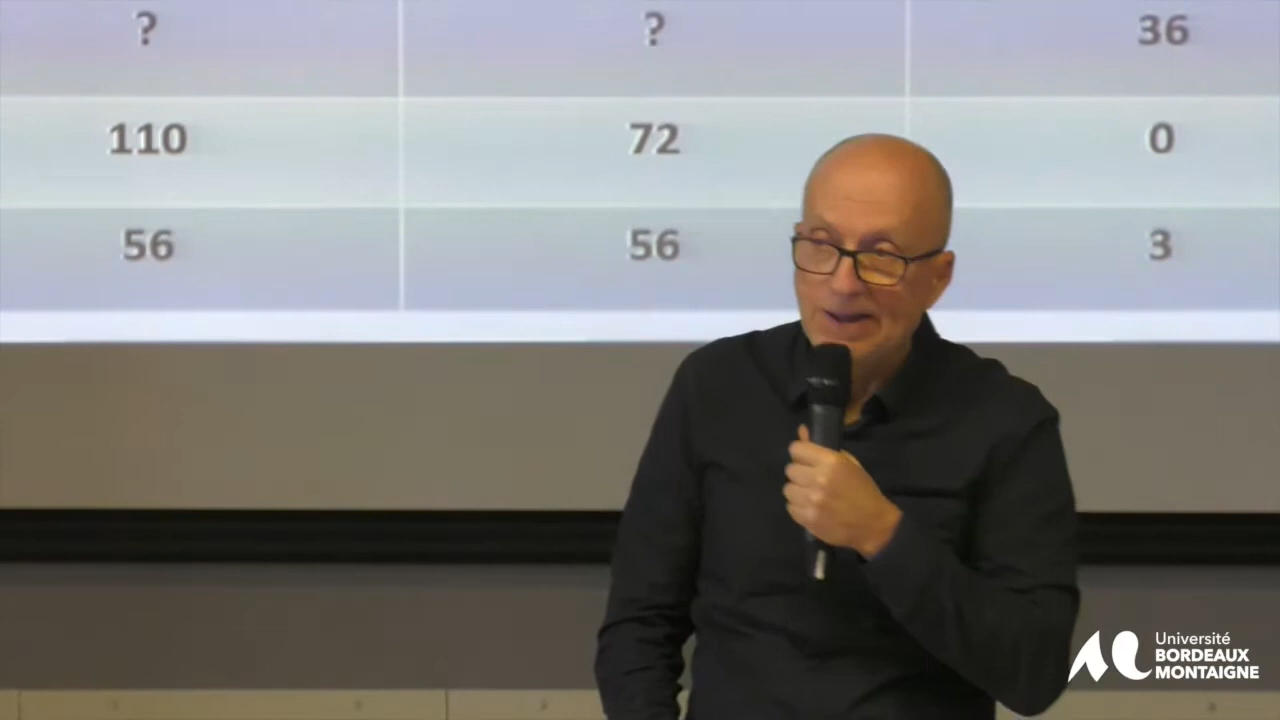 ? ? 36
110 72 0
56 56 3
Université
BORDEAUX
MONTAIGNE